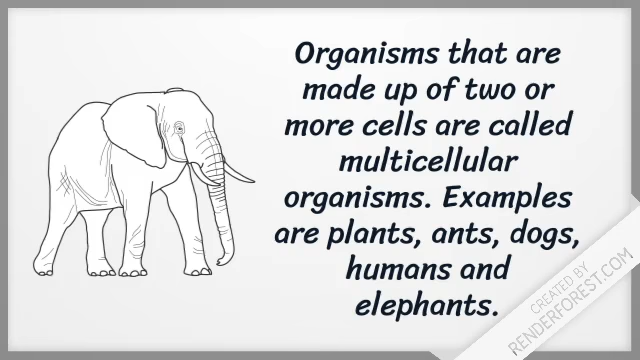 Organisms that are
made up of two or
more cells are called
multicellular
organisms. Examples
are plants, ants, dogs,
humans and
elephants.
CREATED BY
RENDERFOREST.COM